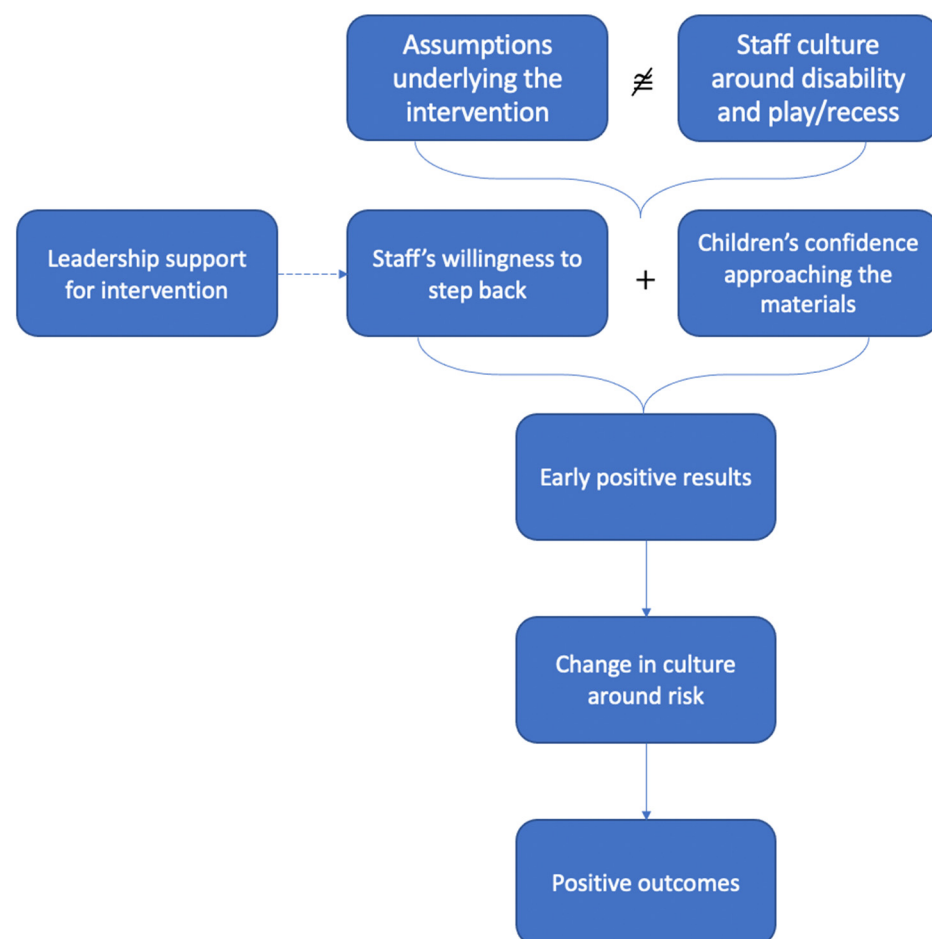 Assumptions
underlying the
intervention
≇
Staff culture
around disability
and play/recess
Leadership support
for intervention
Staff’s willingness to
step back
+
Children’s confidence
approaching the
materials
Early positive results
Change in culture
around risk
Positive outcomes